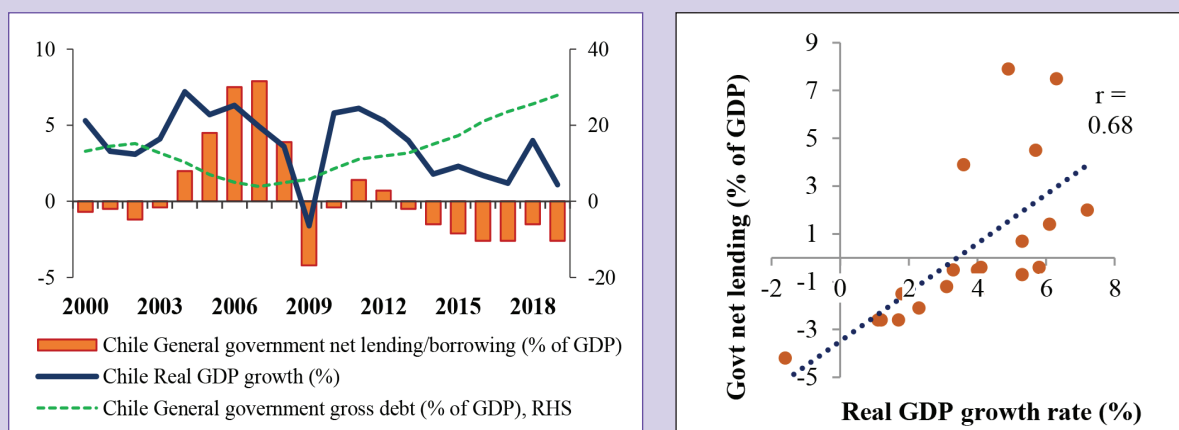 10
5
0
-5
40
20
0
-20
2000 2003 2006 2009 2012 2015 2018
Chile General government net lending/borrowing (% of GDP)
Chile Real GDP growth (%)
Chile General government gross debt (% of GDP), RHS
Govt net lending (% of GDP)
9
7
5
3
1
-1
-3
-5
-2 0 2 4 6 8
r =
0.68
Real GDP growth rate (%)